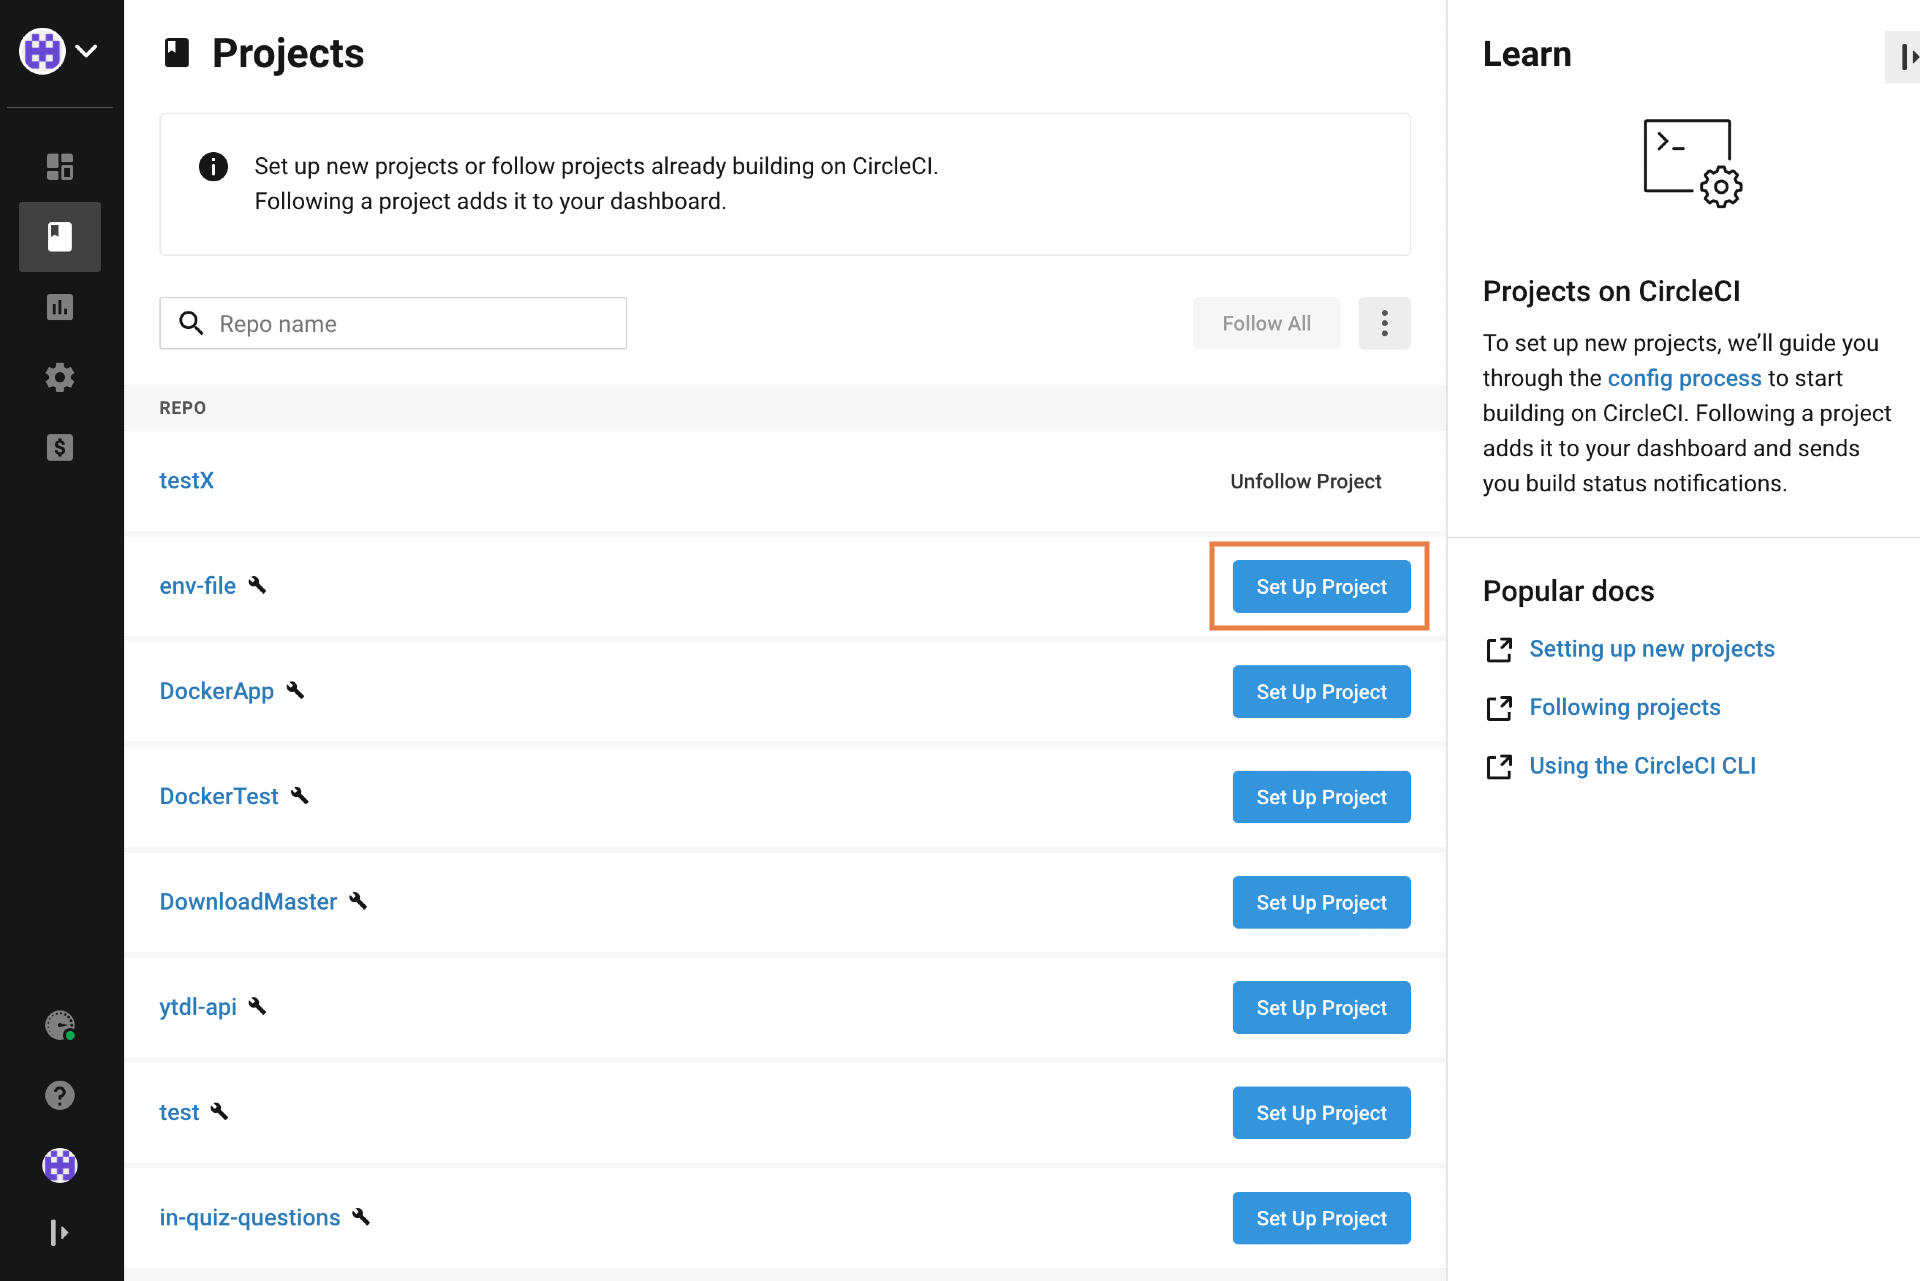 Projects
Set up new projects or follow projects already building on CircleCI.
Following a project adds it to your dashboard.
Repo name
Follow All
REPO
testX
Unfollow Project
env-file
Set Up Project
DockerApp
Set Up Project
DockerTest
Set Up Project
DownloadMaster
Set Up Project
ytdl-api
Set Up Project
test
Set Up Project
in-quiz-questions
Set Up Project
Learn
Projects on CircleCI
To set up new projects, we’ll guide you
through the config process to start
building on CircleCI. Following a project
adds it to your dashboard and sends
you build status notifications.
Popular docs
Setting up new projects
Following projects
Using the CircleCI CLI